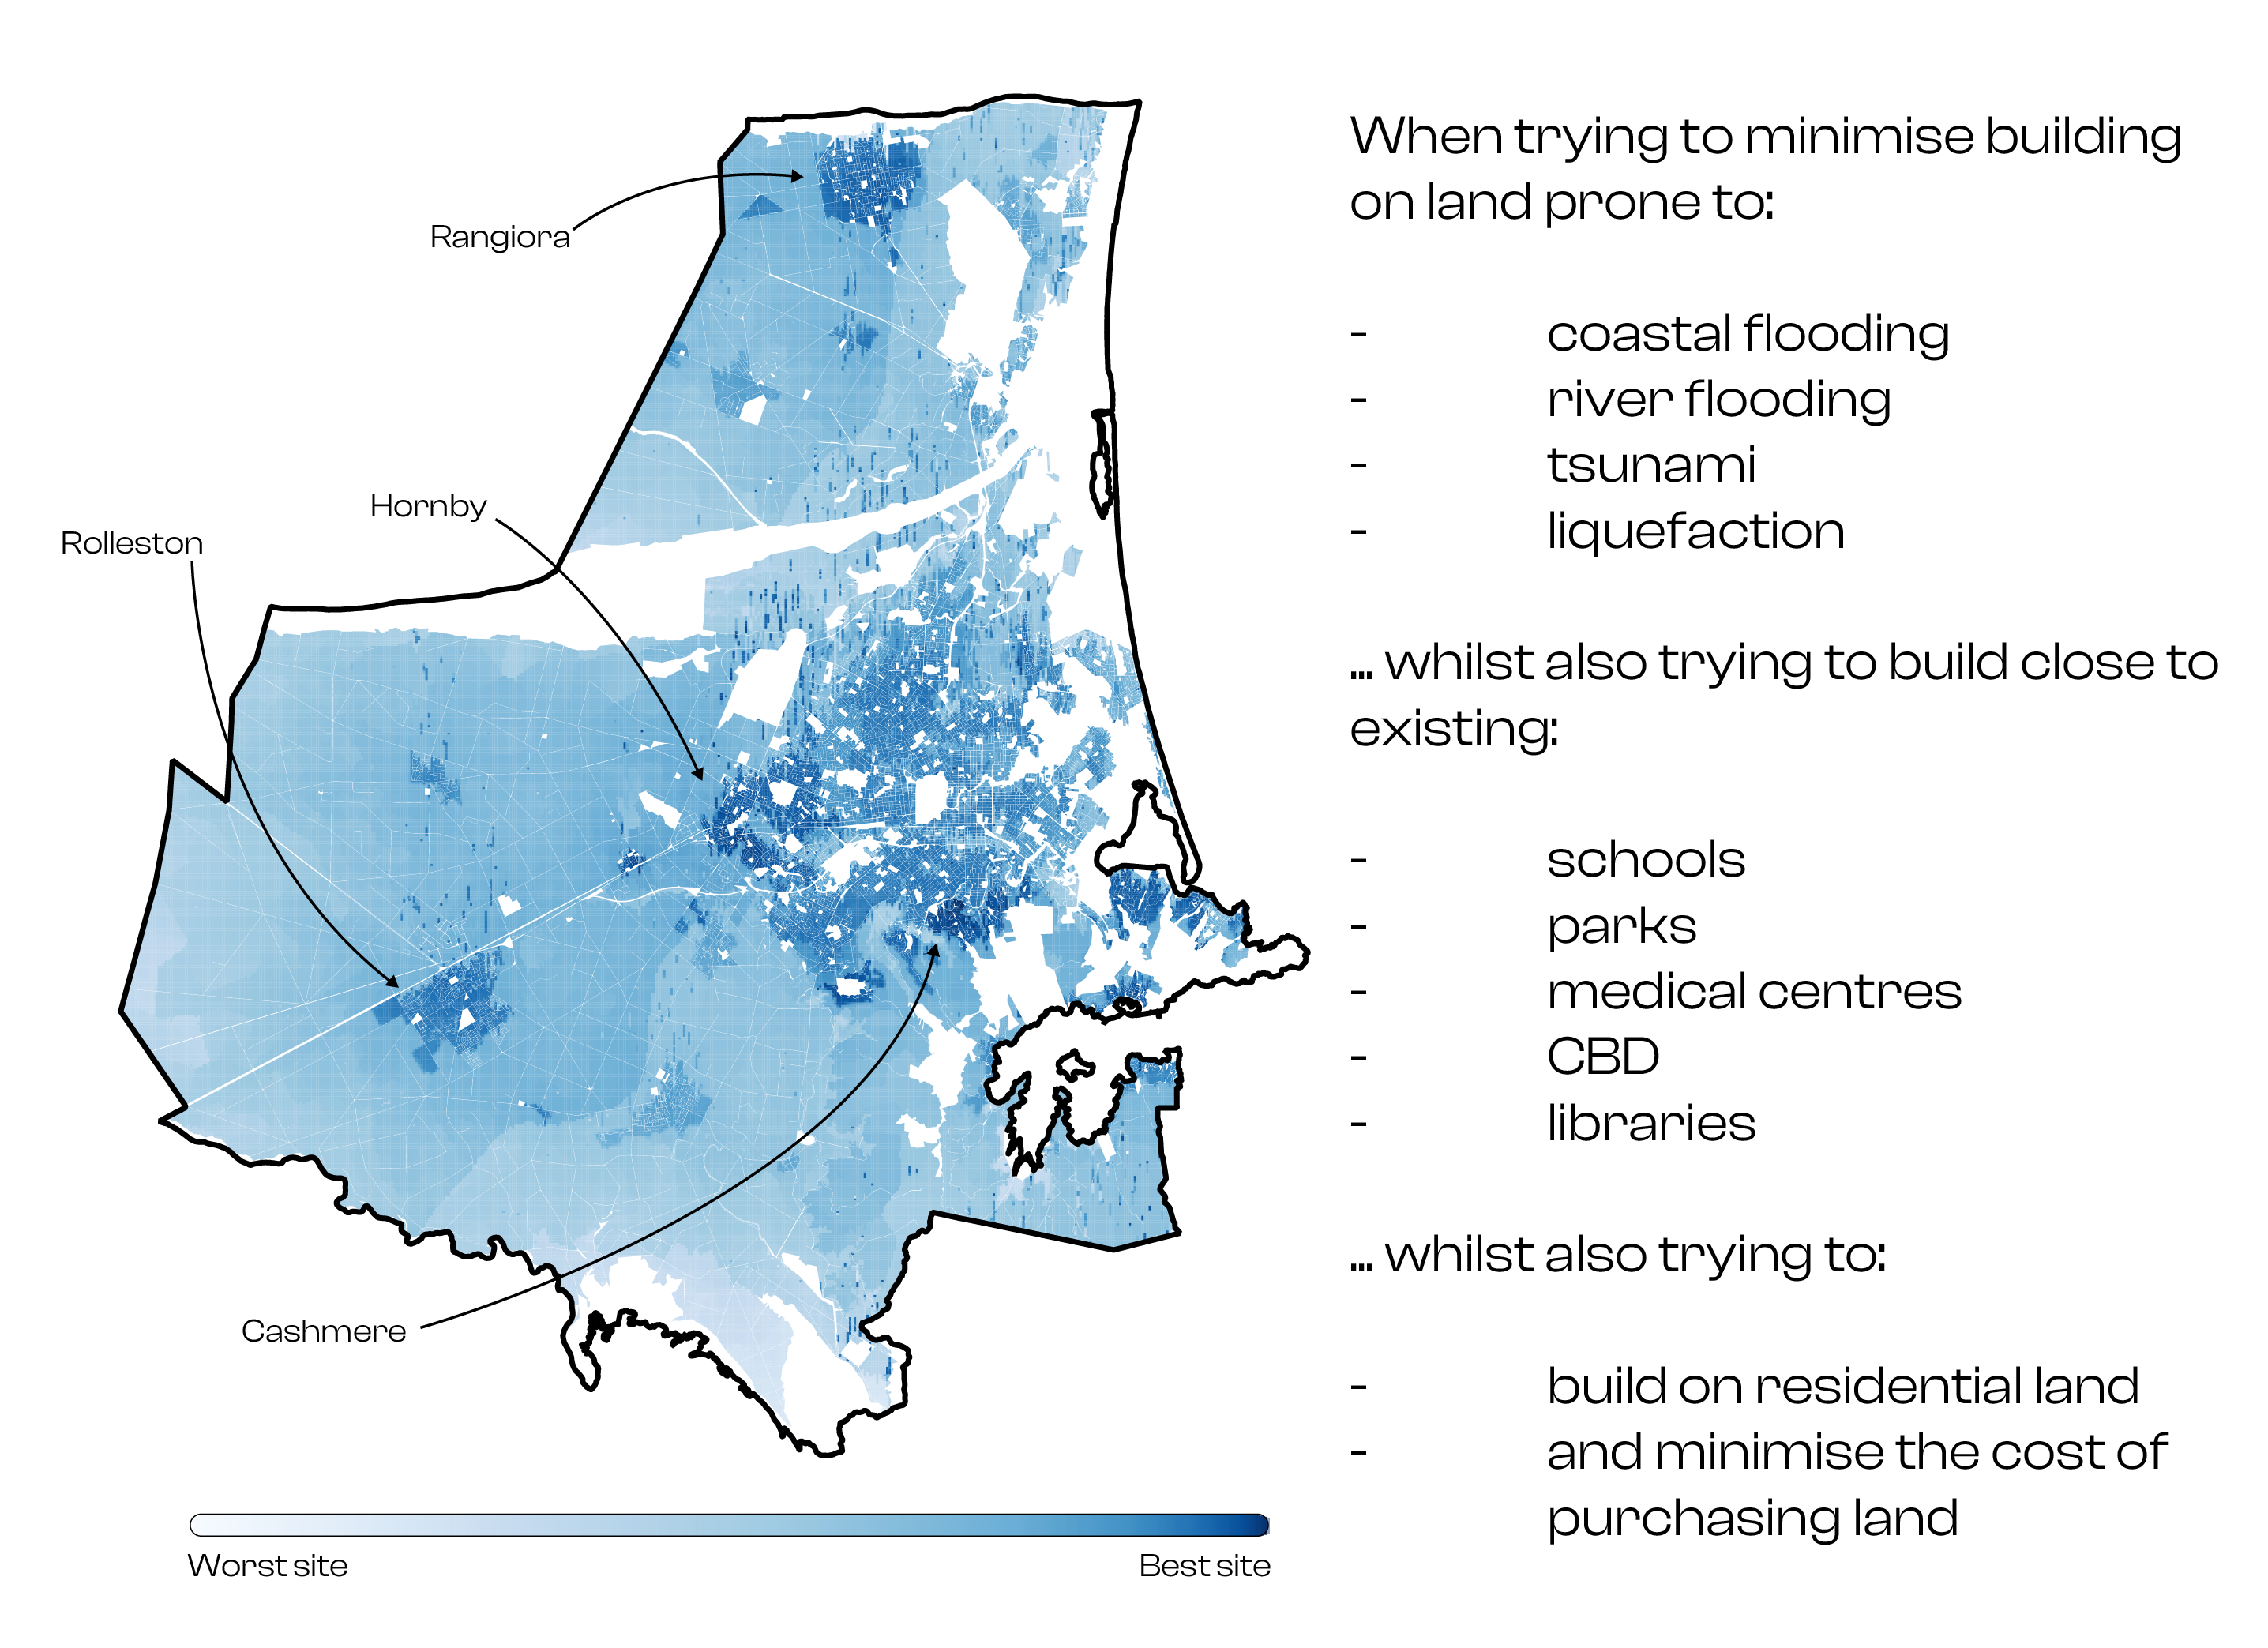 Rangiora
Hornby
Rolleston
Cashmere
Worst site
Best site
When trying to minimise building
on land prone to:
- coastal flooding
- river flooding
- tsunami
- liquefaction
... whilst also trying to build close to
existing:
- schools
- parks
- medical centres
- CBD
- libraries
... whilst also trying to:
- build on residential land
- and minimise the cost of
purchasing land